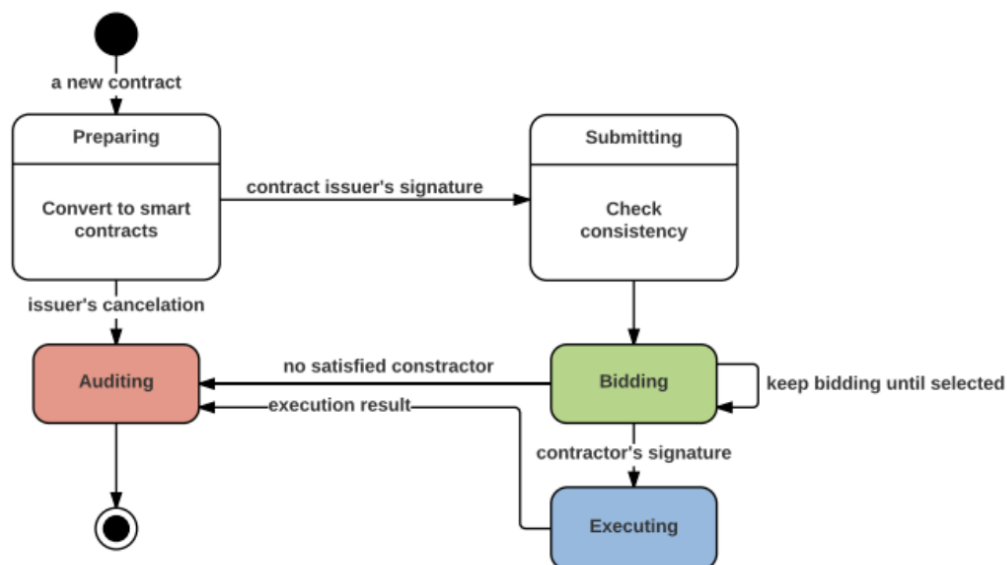 a new contract
Preparing
Submitting
contract issuer's signature
Convert to smart
contracts
Check
consistency
issuer's cancelation
no satisfied constractor
Auditing
Bidding
keep bidding until selected
execution result
contractor's signature
Executing